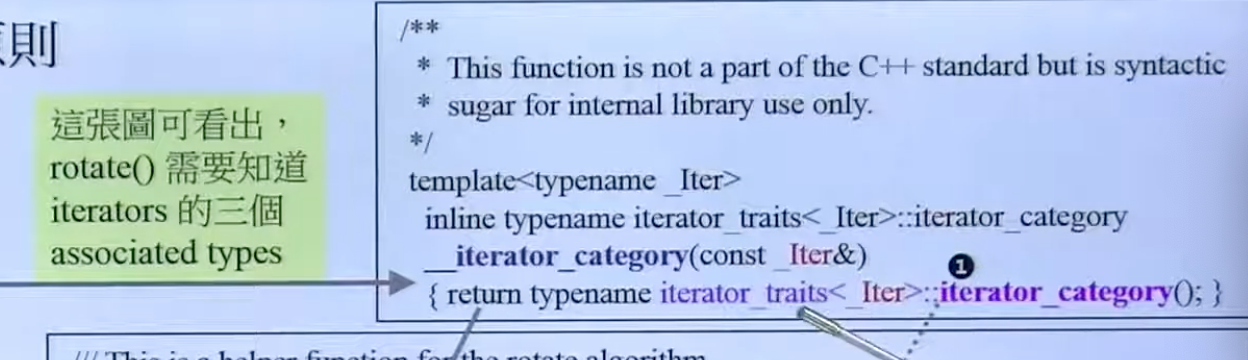 則
這張圖可看出，
rotate() 需要知道
iterators 的三個
associated types
/**
* This function is not a part of the C++ standard but is syntactic
* sugar for internal library use only.
*/
template<typename _Iter>
inline typename iterator_traits<_Iter>::iterator_category
__iterator_category(const _Iter&)
❶
{ return typename iterator_traits<_Iter>::iterator_category(); }
/// This is a helper function for the rotate algorithm